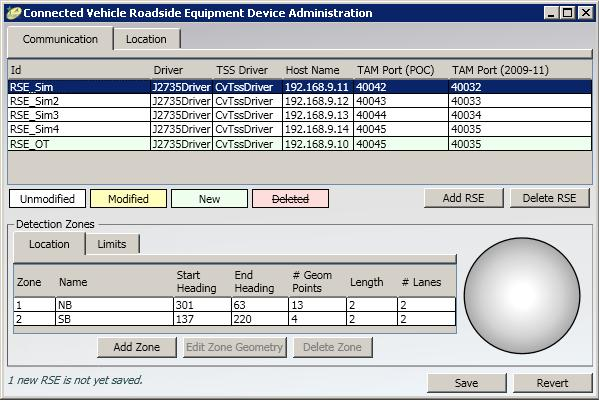 Connected Vehicle Roadside Equipment Device Administration
Communication Location
Id Driver TSS Driver Host Name TAM Port (POC) TAM Port (2009-11)
RSE_Sim J2735Driver CvTssDriver 192.168.9.11 40042 40032
RSE_Sim2 J2735Driver CvTssDriver 192.168.9.12 40043 40033
RSE_Sim3 J2735Driver CvTssDriver 192.168.9.13 40044 40034
RSE_Sim4 J2735Driver CvTssDriver 192.168.9.14 40045 40035
RSE_OT J2735Driver CvTssDriver 192.168.9.10 40045 40035
Unmodified Modified New Deleted Add RSE Delete RSE
Detection Zones
Location Limits
Zone Name Start Heading End Heading # Geom Points Length # Lanes
1 NB 301 63 13 2 2
2 SB 137 220 4 2 2
Add Zone Edit Zone Geometry Delete Zone
1 new RSE is not yet saved. Save Revert